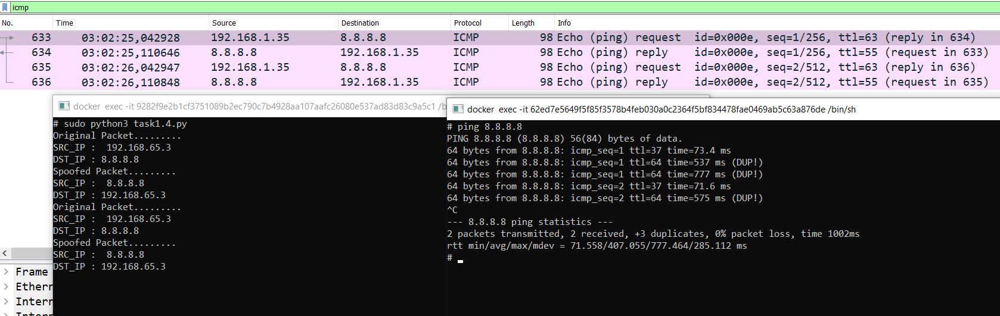 icmp
No. Time Source Destination Protocol Length Info
633 03:02:25,042928 192.168.1.35 8.8.8.8 ICMP 98 Echo (ping) request id=0x000e, seq=1/256, ttl=63 (reply in 634)
634 03:02:25,110646 8.8.8.8 192.168.1.35 ICMP 98 Echo (ping) reply id=0x000e, seq=1/256, ttl=55 (request in 633)
635 03:02:26,042947 192.168.1.35 8.8.8.8 ICMP 98 Echo (ping) request id=0x000e, seq=2/512, ttl=63 (reply in 636)
636 03:02:26,110848 8.8.8.8 192.168.1.35 ICMP 98 Echo (ping) reply id=0x000e, seq=2/512, ttl=55 (request in 635)
docker exec -it 9282f9e2b1cf3751089b2ec790c7b4928aa107aafc26080e537ad83d83c9a5c1 /b
# sudo python3 task1.4.py
Original Packet.........
SRC_IP : 192.168.65.3
DST_IP : 8.8.8.8
Spoofed Packet.........
SRC_IP : 8.8.8.8
DST_IP : 192.168.65.3
Original Packet.........
SRC_IP : 192.168.65.3
DST_IP : 8.8.8.8
Spoofed Packet.........
SRC_IP : 8.8.8.8
DST_IP : 192.168.65.3
docker exec -it 62ed7e5649f5f85f3578b4feb030a0c2364f5bf834478fae0469ab5c63a876de /bin/sh
# ping 8.8.8.8
PING 8.8.8.8 (8.8.8.8) 56(84) bytes of data.
64 bytes from 8.8.8.8: icmp_seq=1 ttl=37 time=73.4 ms
64 bytes from 8.8.8.8: icmp_seq=1 ttl=64 time=537 ms (DUP!)
64 bytes from 8.8.8.8: icmp_seq=1 ttl=64 time=777 ms (DUP!)
64 bytes from 8.8.8.8: icmp_seq=2 ttl=37 time=71.6 ms
64 bytes from 8.8.8.8: icmp_seq=2 ttl=64 time=575 ms (DUP!)
^C
--- 8.8.8.8 ping statistics ---
2 packets transmitted, 2 received, +3 duplicates, 0% packet loss, time 1002ms
rtt min/avg/max/mdev = 71.558/407.055/777.464/285.112 ms
#
Frame
Ethern
Intern